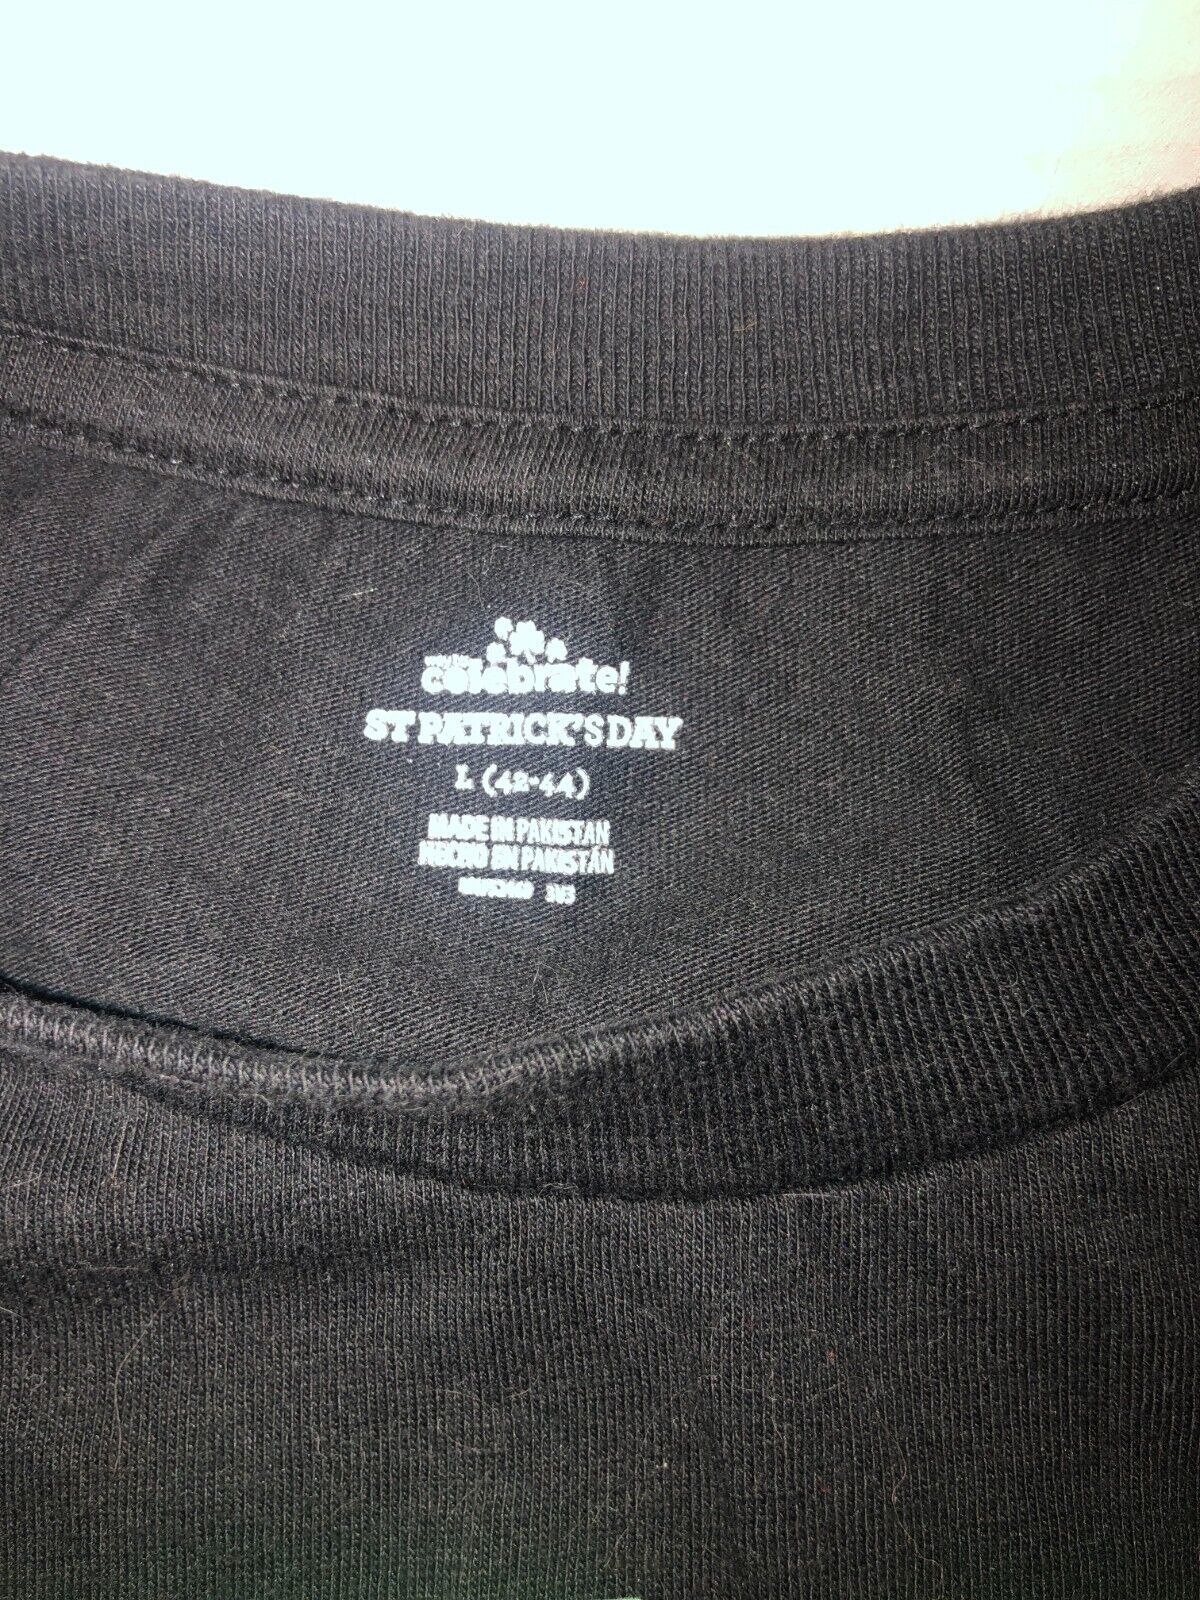 celebrate!
ST PATRICK'S DAY
L (42-44)
MADE IN PAKISTAN
HECHO EN PAKISTÁN